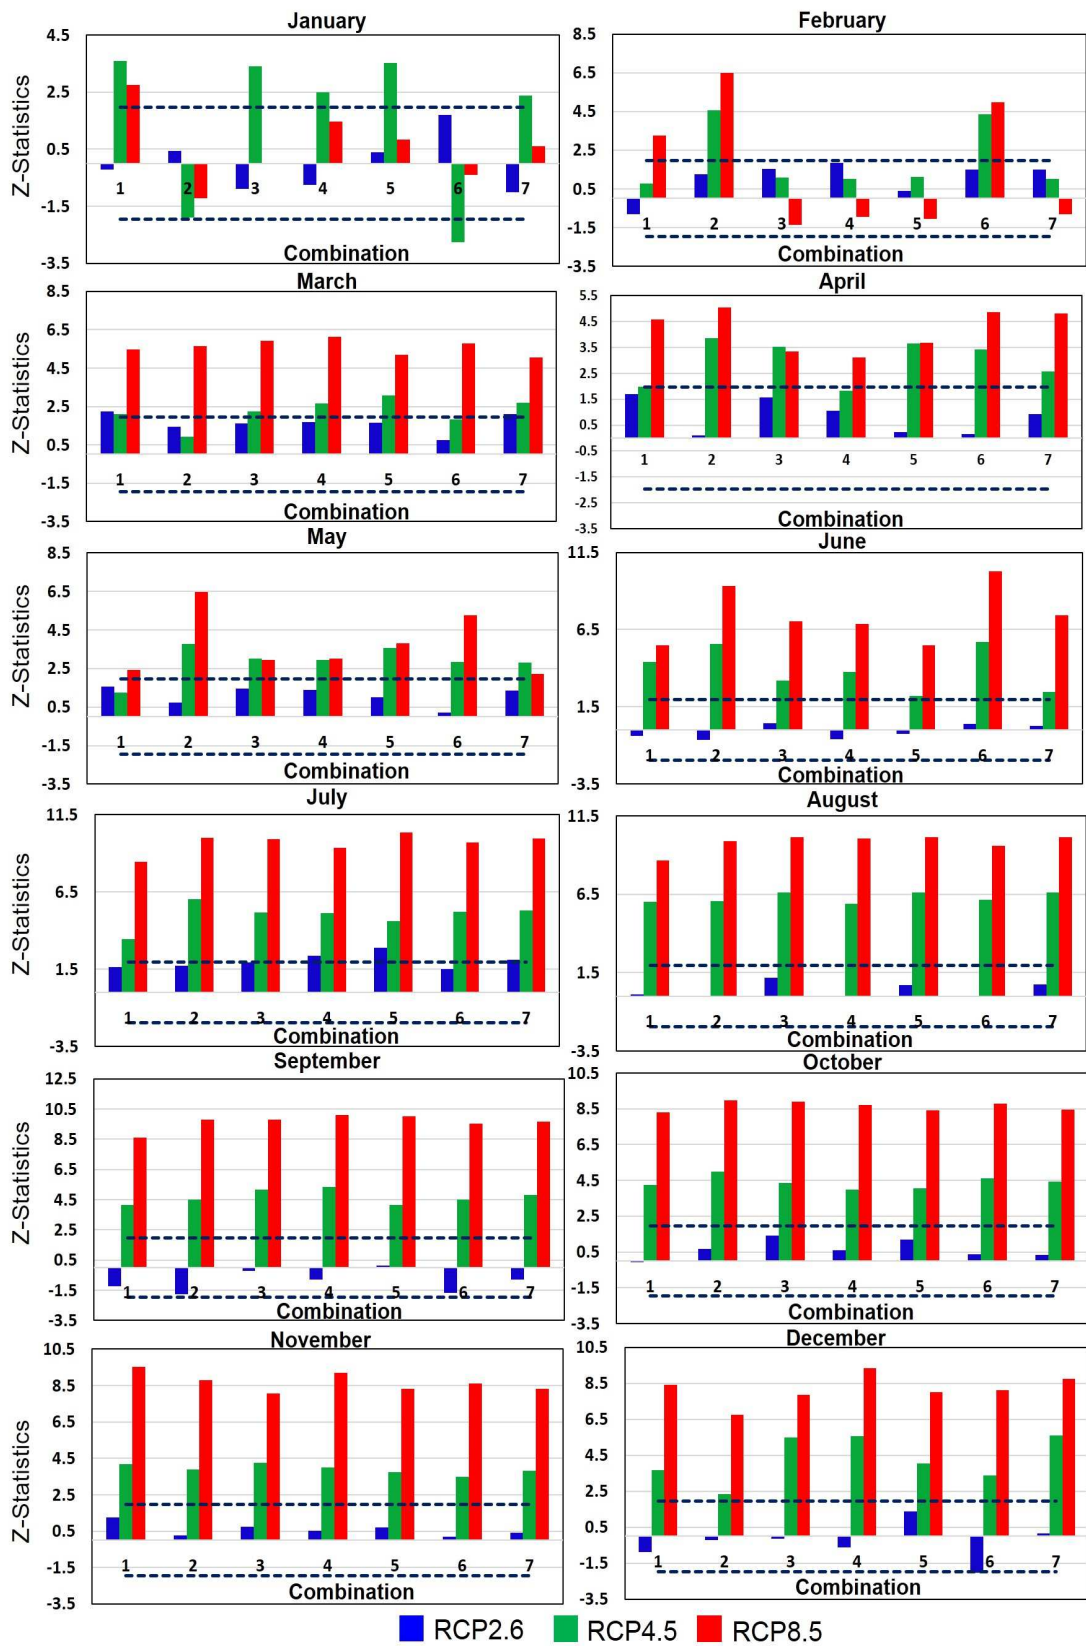 January
Z-Statistics
4.5
2.5
0.5
-1.5
-3.5
1 2 3 4 5 6 7
Combination
February
8.5
6.5
4.5
2.5
0.5
-1.5
-3.5
1 2 3 4 5 6 7
Combination
March
Z-Statistics
8.5
6.5
4.5
2.5
0.5
-1.5
-3.5
1 2 3 4 5 6 7
Combination
April
5.5
4.5
3.5
2.5
1.5
0.5
-0.5
-1.5
-2.5
-3.5
1 2 3 4 5 6 7
Combination
May
Z-Statistics
8.5
6.5
4.5
2.5
0.5
-1.5
-3.5
1 2 3 4 5 6 7
Combination
June
11.5
6.5
1.5
-3.5
1 2 3 4 5 6 7
Combination
July
Z-Statistics
11.5
6.5
1.5
-3.5
1 2 3 4 5 6 7
Combination
August
11.5
6.5
1.5
-3.5
1 2 3 4 5 6 7
Combination
September
Z-Statistics
12.5
10.5
8.5
6.5
4.5
2.5
0.5
-1.5
-3.5
1 2 3 4 5 6 7
Combination
October
10.5
8.5
6.5
4.5
2.5
0.5
-1.5
-3.5
1 2 3 4 5 6 7
Combination
November
Z-Statistics
10.5
8.5
6.5
4.5
2.5
0.5
-1.5
-3.5
1 2 3 4 5 6 7
Combination
December
10.5
8.5
6.5
4.5
2.5
0.5
-1.5
-3.5
1 2 3 4 5 6 7
Combination
RCP2.6 RCP4.5 RCP8.5